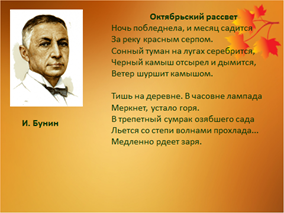 Октябрьский рассвет
Ночь побледнела, и месяц садится
За реку красным серпом.
Сонный туман на лугах серебрится,
Черный камыш отсырел и дымится,
Ветер шуршит камышом.
Тишь на деревне. В часовне лампада
Меркнет, устало горя.
В трепетный сумрак озябшего сада
Льется со степи волнами прохлада...
Медленно рдеет заря.
И. Бунин